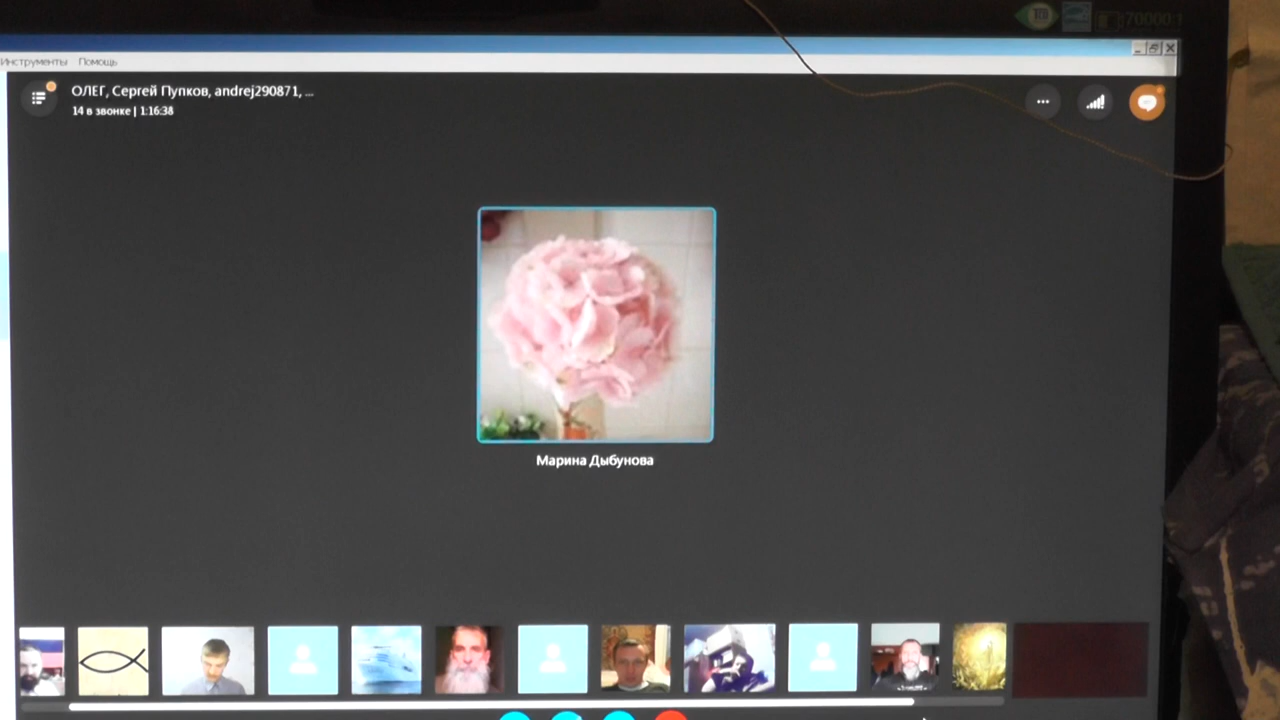 Инструменты Помощь
ОЛЕГ, Сергей Пупков, andrej290871, ...
14 в звонке | 1:16:38
Марина Дыбунова